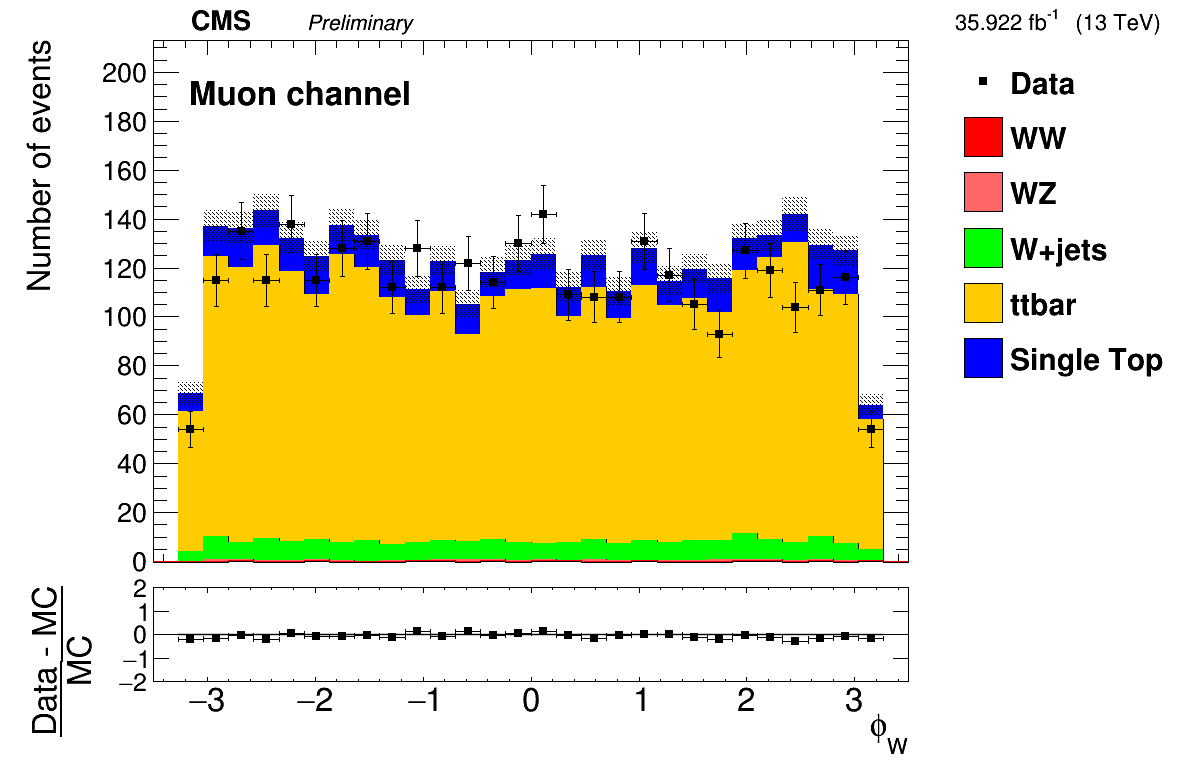 CMS Preliminary 35.922 fb⁻¹ (13 TeV)
Number of events
Muon channel
200
180
160
140
120
100
80
60
40
20
0
Data
WW
WZ
W+jets
ttbar
Single Top
Data - MC
MC
2
1
0
−1
−2
−3 −2 −1 0 1 2 3
ϕ_W